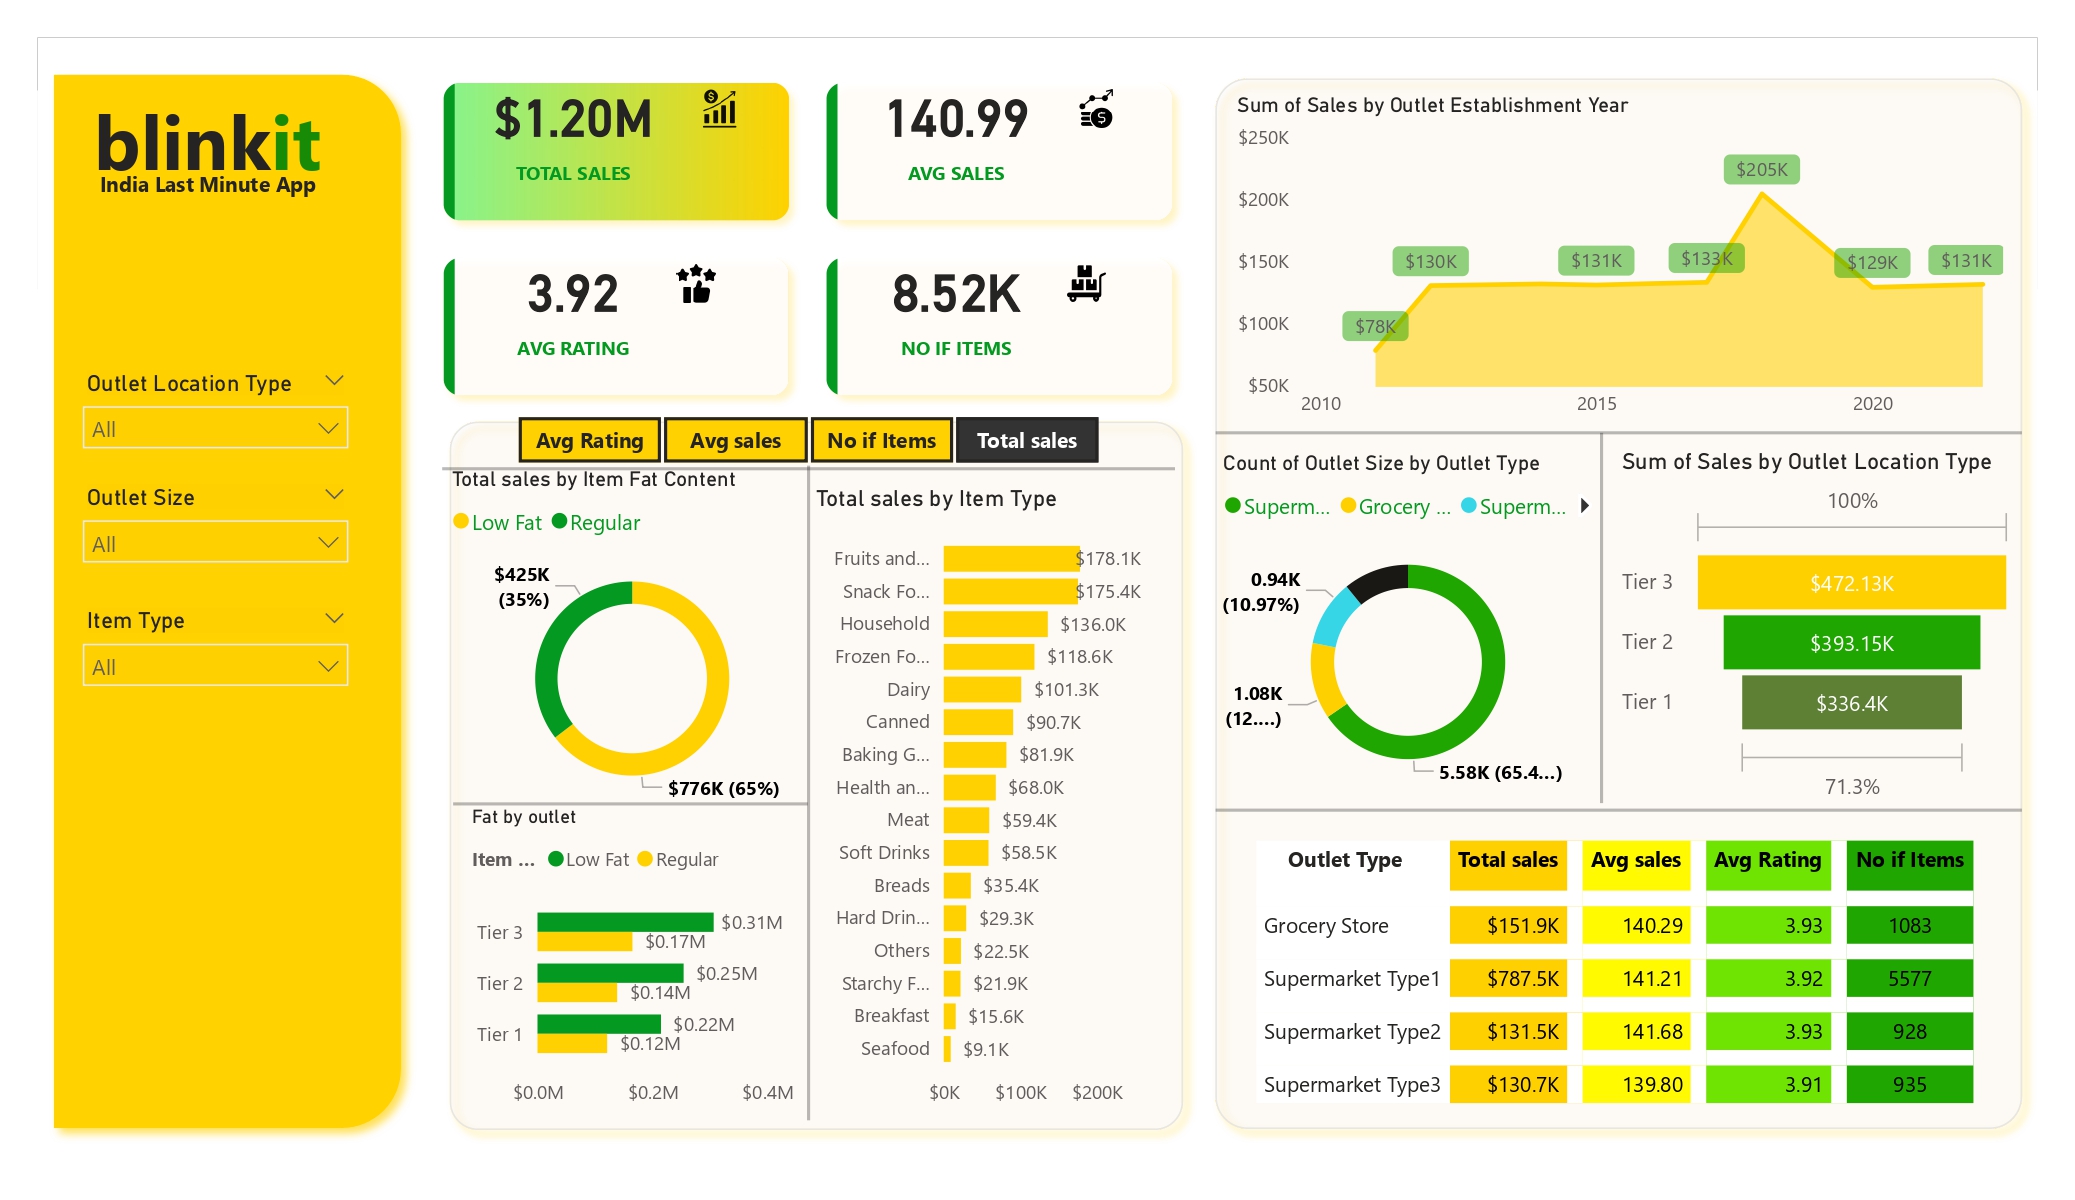 blinkit
India Last Minute App
Outlet Location Type
All
Outlet Size
All
Item Type
All
$1.20M
TOTAL SALES
140.99
AVG SALES
3.92
AVG RATING
8.52K
NO IF ITEMS
Avg Rating
Avg sales
No if Items
Total sales
Total sales by Item Fat Content
Low Fat
Regular
$425K
(35%)
$776K (65%)
Fat by outlet
Item ...
Low Fat
Regular
Tier 3
$0.31M
$0.17M
Tier 2
$0.25M
$0.14M
Tier 1
$0.22M
$0.12M
$0.0M
$0.2M
$0.4M
Total sales by Item Type
Fruits and...
$178.1K
Snack Fo...
$175.4K
Household
$136.0K
Frozen Fo...
$118.6K
Dairy
$101.3K
Canned
$90.7K
Baking G...
$81.9K
Health an...
$68.0K
Meat
$59.4K
Soft Drinks
$58.5K
Breads
$35.4K
Hard Drin...
$29.3K
Others
$22.5K
Starchy F...
$21.9K
Breakfast
$15.6K
Seafood
$9.1K
$0K
$100K
$200K
Sum of Sales by Outlet Establishment Year
$250K
$200K
$150K
$100K
$50K
$78K
$130K
$131K
$133K
$205K
$129K
$131K
2010
2015
2020
Count of Outlet Size by Outlet Type
Superm...
Grocery ...
Superm...
0.94K
(10.97%)
1.08K
(12....)
5.58K (65.4...)
Sum of Sales by Outlet Location Type
100%
Tier 3
$472.13K
Tier 2
$393.15K
Tier 1
$336.4K
71.3%
Outlet Type Total sales Avg sales Avg Rating No if Items
Grocery Store $151.9K 140.29 3.93 1083
Supermarket Type1 $787.5K 141.21 3.92 5577
Supermarket Type2 $131.5K 141.68 3.93 928
Supermarket Type3 $130.7K 139.80 3.91 935